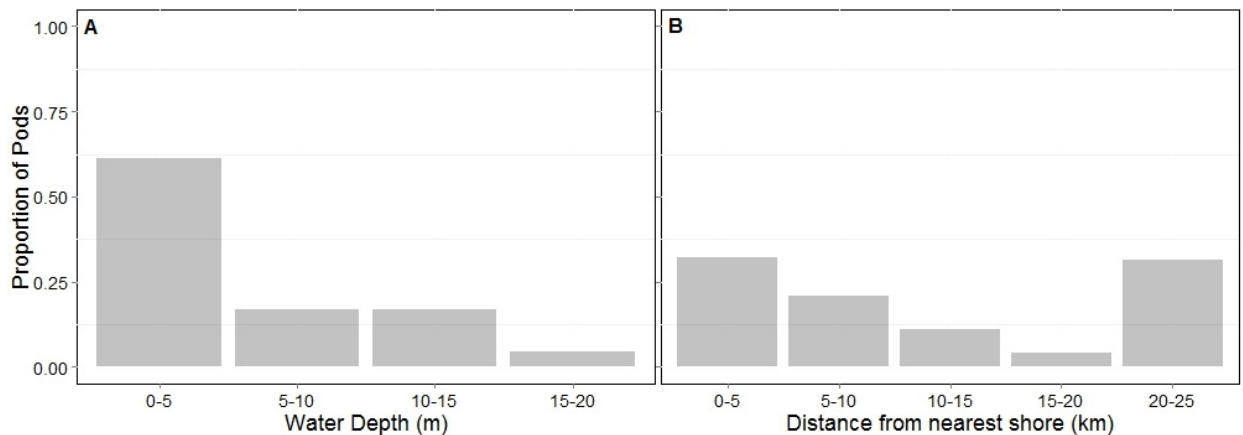 A
B
Proportion of Pods
1.00
0.75
0.50
0.25
0.00
0-5 5-10 10-15 15-20
0-5 5-10 10-15 15-20 20-25
Water Depth (m)
Distance from nearest shore (km)